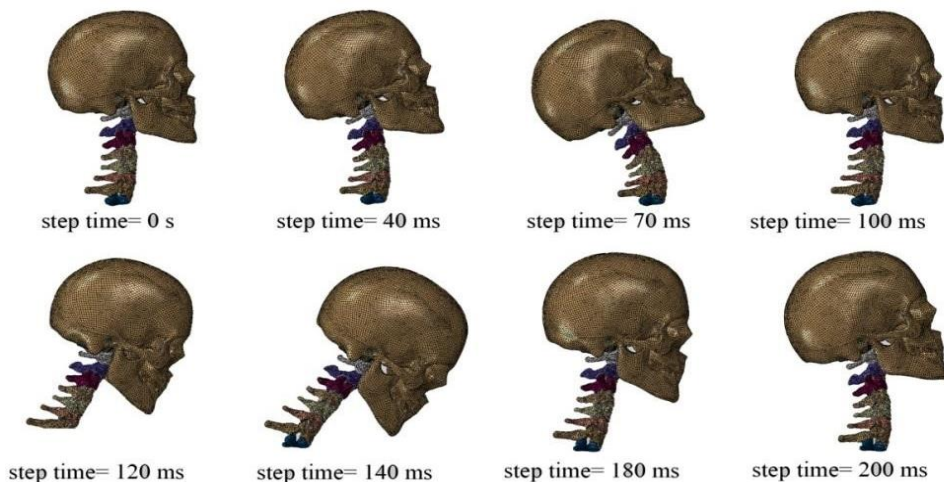 step time= 0 s
step time= 40 ms
step time= 70 ms
step time= 100 ms
step time= 120 ms
step time= 140 ms
step time= 180 ms
step time= 200 ms